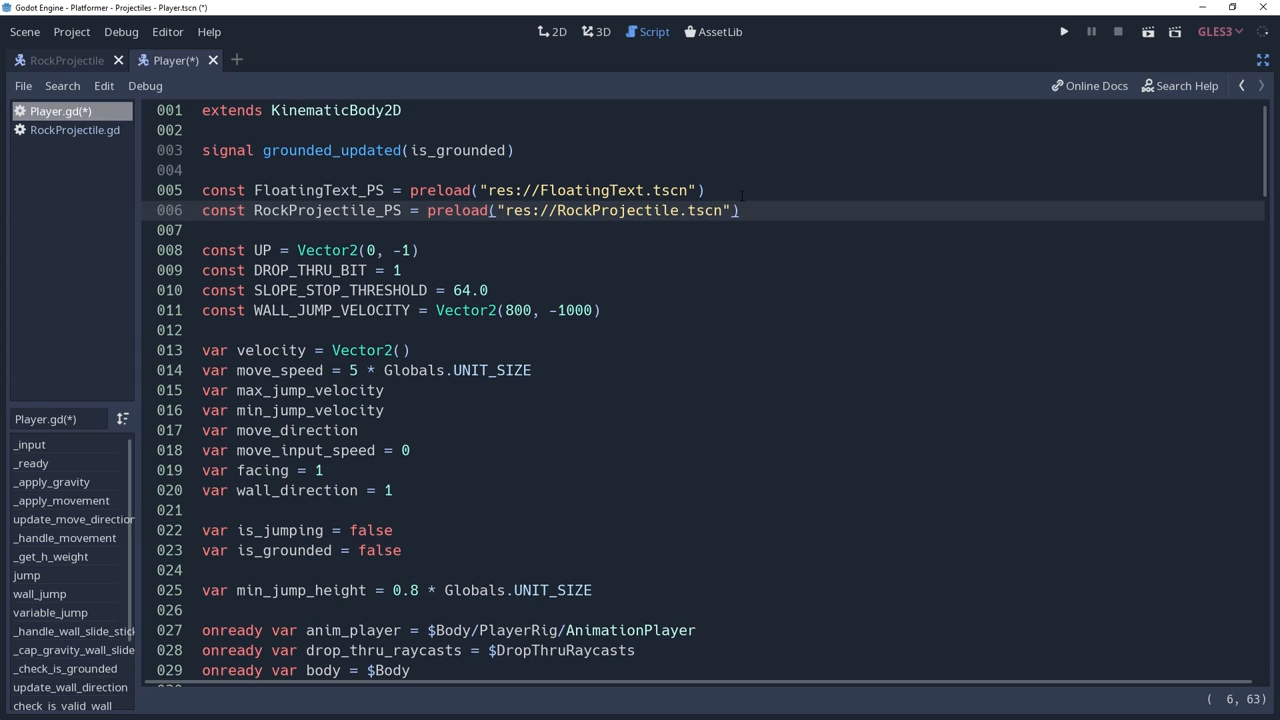 Godot Engine - Platformer - Projectiles - Player.tscn (*)
Scene Project Debug Editor Help
2D 3D Script AssetLib
GLES3
RockProjectile Player(*)
File Search Edit Debug
Online Docs Search Help
Player.gd(*)
RockProjectile.gd
Player.gd(*)
_input
_ready
_apply_gravity
_apply_movement
update_move_direction
_handle_movement
_get_h_weight
jump
wall_jump
variable_jump
_handle_wall_slide_stick
_cap_gravity_wall_slide
_check_is_grounded
update_wall_direction
check_is_valid_wall
001 extends KinematicBody2D
002
003 signal grounded_updated(is_grounded)
004
005 const FloatingText_PS = preload("res://FloatingText.tscn")
006 const RockProjectile_PS = preload("res://RockProjectile.tscn")
007
008 const UP = Vector2(0, -1)
009 const DROP_THRU_BIT = 1
010 const SLOPE_STOP_THRESHOLD = 64.0
011 const WALL_JUMP_VELOCITY = Vector2(800, -1000)
012
013 var velocity = Vector2()
014 var move_speed = 5 * Globals.UNIT_SIZE
015 var max_jump_velocity
016 var min_jump_velocity
017 var move_direction
018 var move_input_speed = 0
019 var facing = 1
020 var wall_direction = 1
021
022 var is_jumping = false
023 var is_grounded = false
024
025 var min_jump_height = 0.8 * Globals.UNIT_SIZE
026
027 onready var anim_player = $Body/PlayerRig/AnimationPlayer
028 onready var drop_thru_raycasts = $DropThruRaycasts
029 onready var body = $Body
( 6, 63)